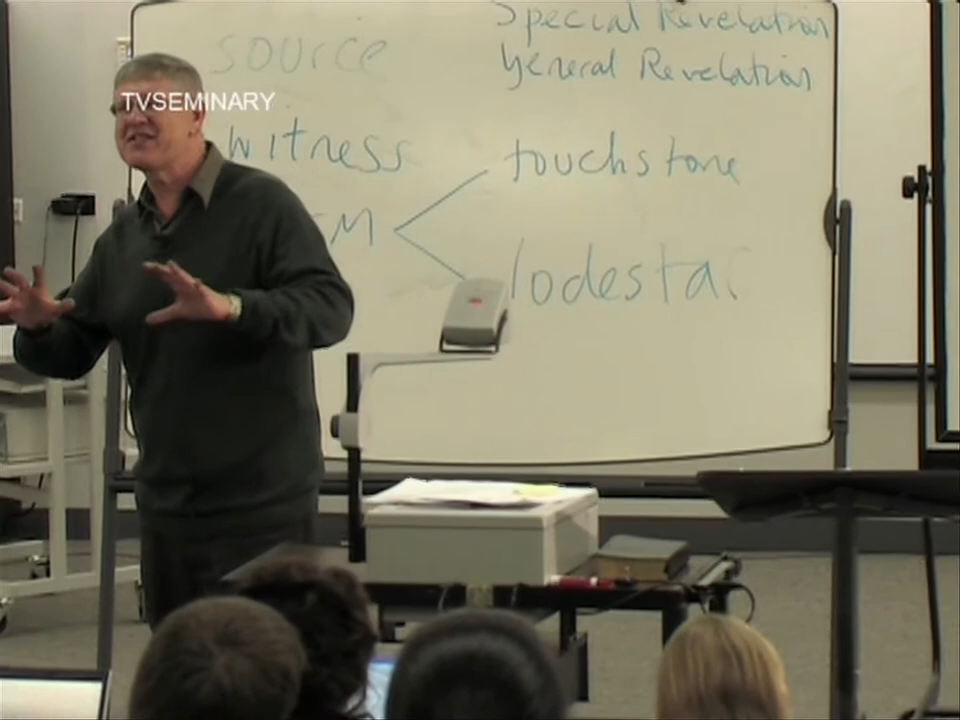 Special Revelation
source
General Revelation
TVSEMINARY
witness
touchstone
M
lodestar